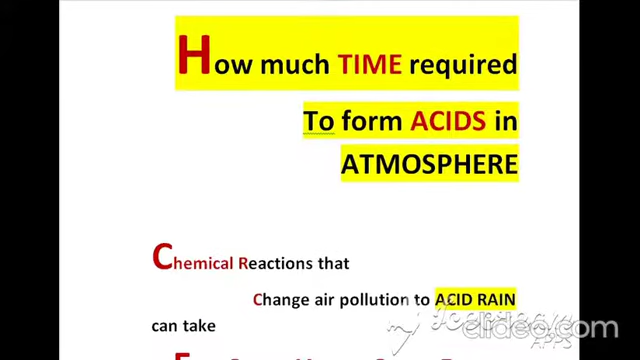 How much TIME required
To form ACIDS in
ATMOSPHERE
Chemical Reactions that
Change air pollution to ACID RAIN
can take
clideo.com
APPS